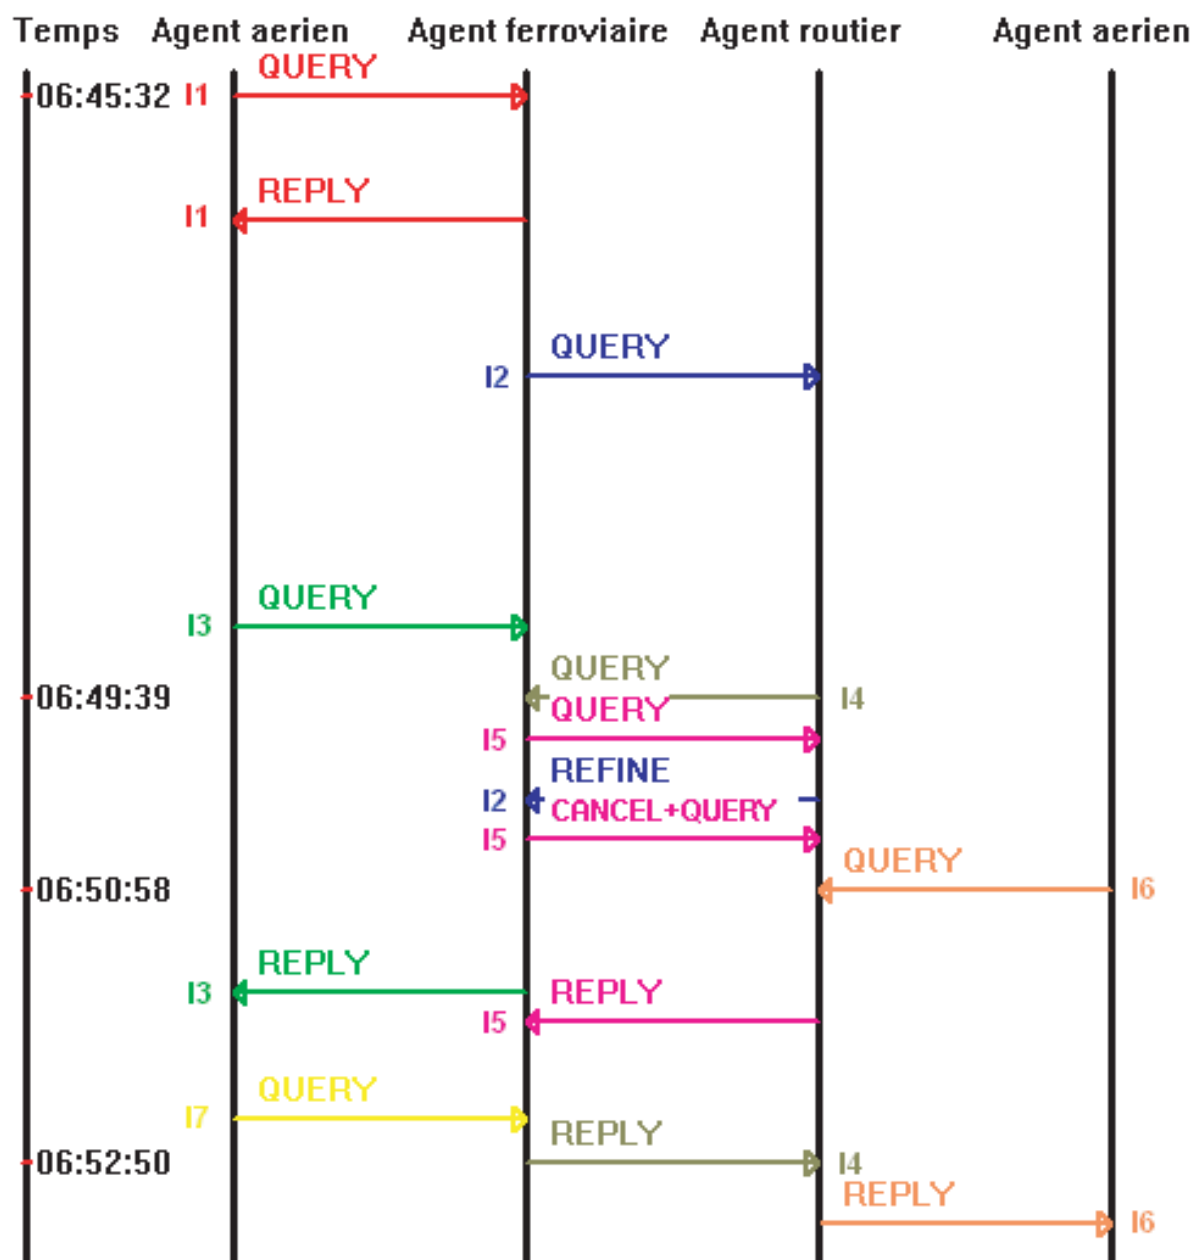 Temps Agent aerien Agent ferroviaire Agent routier Agent aerien
QUERY
06:45:32 I1
REPLY
I1
QUERY
I2
QUERY
I3
QUERY
06:49:39 I4
QUERY
I5
REFINE
I2
CANCEL+QUERY
I5
QUERY
06:50:58 I6
REPLY
I3
REPLY
I5
QUERY
I7
REPLY
06:52:50 I4
REPLY
I6